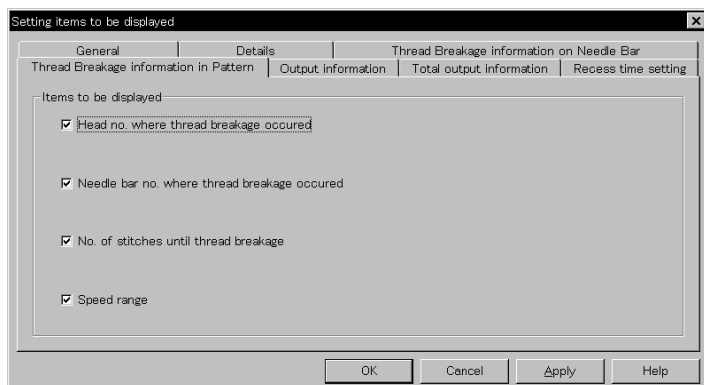 Setting items to be displayed
General Details Thread Breakage information on Needle Bar
Thread Breakage information in Pattern Output information Total output information Recess time setting
Items to be displayed
Head no. where thread breakage occured
Needle bar no. where thread breakage occured
No. of stitches until thread breakage
Speed range
OK Cancel Apply Help